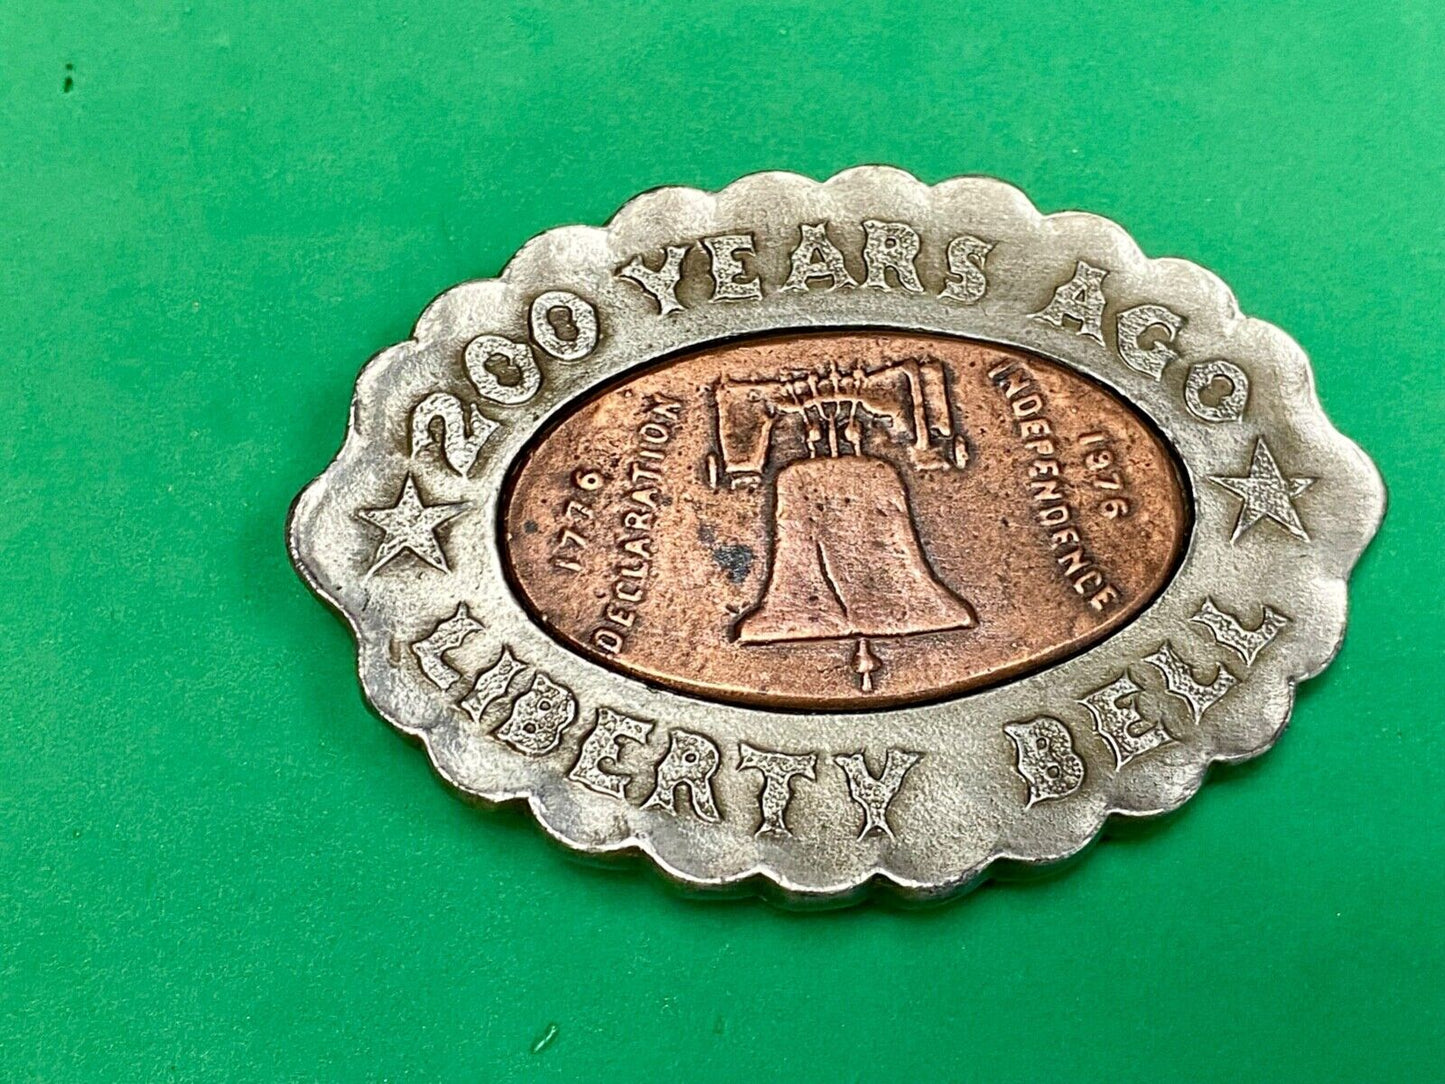 200 YEARS AGO
1776
DECLARATION
1976
INDEPENDENCE
LIBERTY BELL